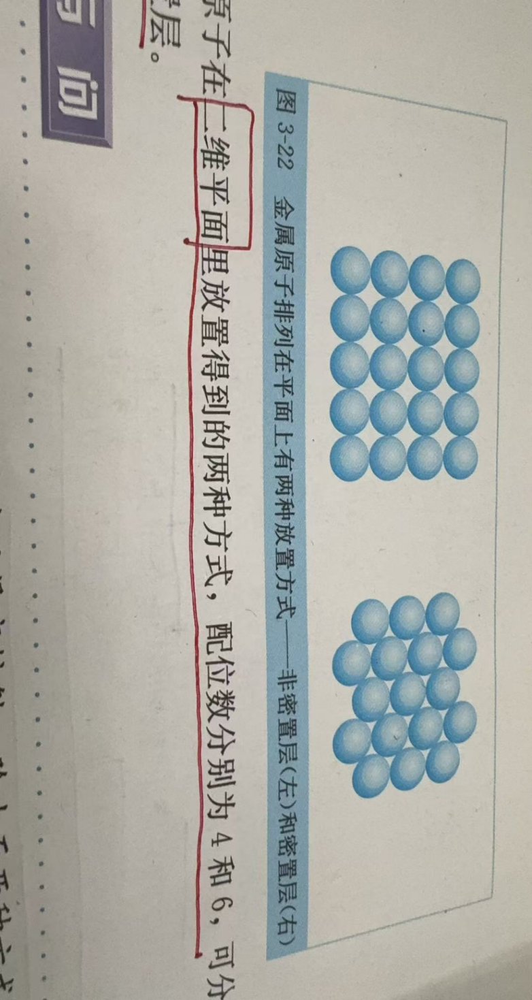 图 3-22 金属原子排列在平面上有两种放置方式——非密置层(左)和密置层(右)
原子在二维平面里放置得到的两种方式，配位数分别为 4 和 6，可分
层。
问